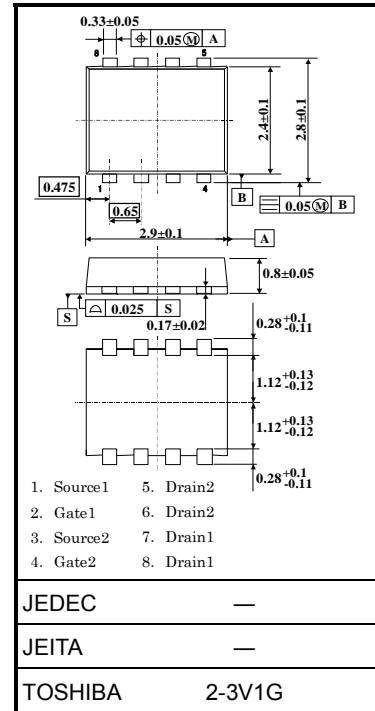 0.33±0.05
⌖ 0.05 Ⓜ A
8 5
2.4±0.1
2.8±0.1
0.475
1 4
0.65
B
0.05 Ⓜ B
2.9±0.1
A
0.8±0.05
S
0.025 S
0.17±0.02
0.28 +0.1 -0.11
1.12 +0.13 -0.12
1.12 +0.13 -0.12
0.28 +0.1 -0.11
1. Source1 5. Drain2
2. Gate1 6. Drain2
3. Source2 7. Drain1
4. Gate2 8. Drain1
JEDEC —
JEITA —
TOSHIBA 2-3V1G